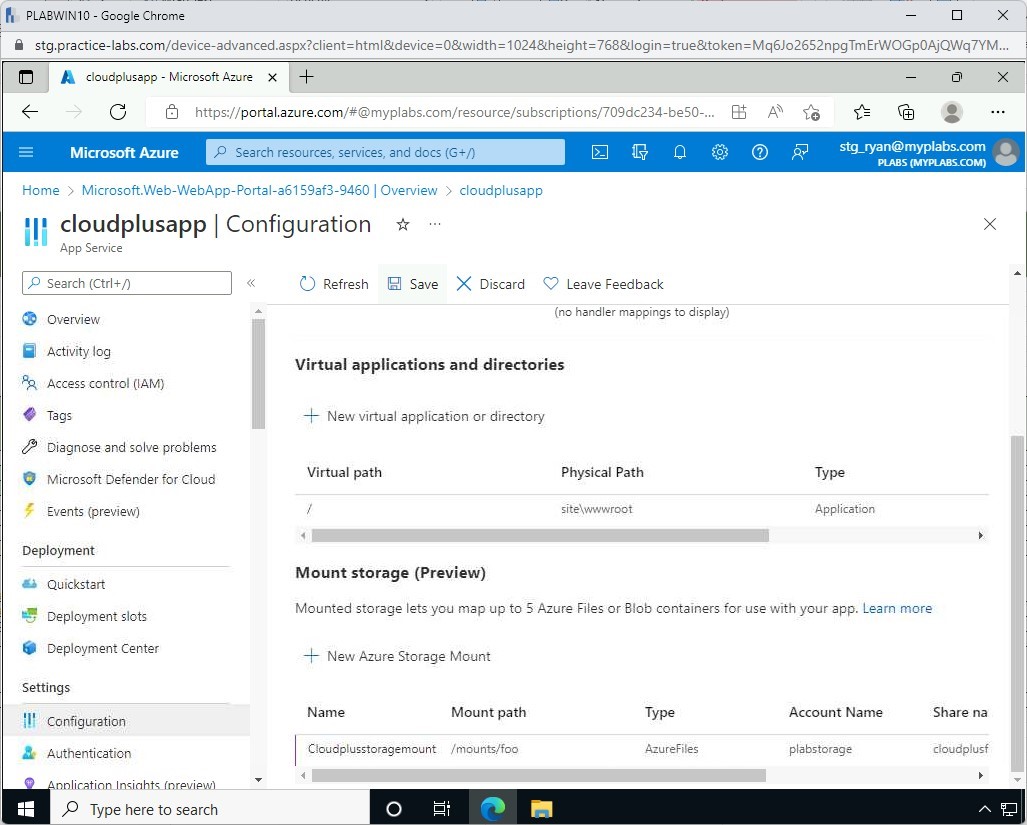 PLABWIN10 - Google Chrome
stg.practice-labs.com/device-advanced.aspx?client=html&device=0&width=1024&height=768&login=true&token=Mq6Jo2652npgTmErWOGp0AjQWq7YM...
cloudplusapp - Microsoft Azure
https://portal.azure.com/#@myplabs.com/resource/subscriptions/709dc234-be50-...
Microsoft Azure
Search resources, services, and docs (G+/)
stg_ryan@myplabs.com
PLABS (MYPLABS.COM)
Home > Microsoft.Web-WebApp-Portal-a6159af3-9460 | Overview > cloudplusapp
cloudplusapp | Configuration
App Service
Search (Ctrl+/)
Overview
Activity log
Access control (IAM)
Tags
Diagnose and solve problems
Microsoft Defender for Cloud
Events (preview)
Deployment
Quickstart
Deployment slots
Deployment Center
Settings
Configuration
Authentication
Application Insights (preview)
Refresh Save Discard Leave Feedback
(no handler mappings to display)
Virtual applications and directories
New virtual application or directory
Virtual path Physical Path Type
/ site\wwwroot Application
Mount storage (Preview)
Mounted storage lets you map up to 5 Azure Files or Blob containers for use with your app. Learn more
New Azure Storage Mount
Name Mount path Type Account Name Share na
Cloudplusstoragemount /mounts/foo AzureFiles plabstorage cloudplusf
Type here to search